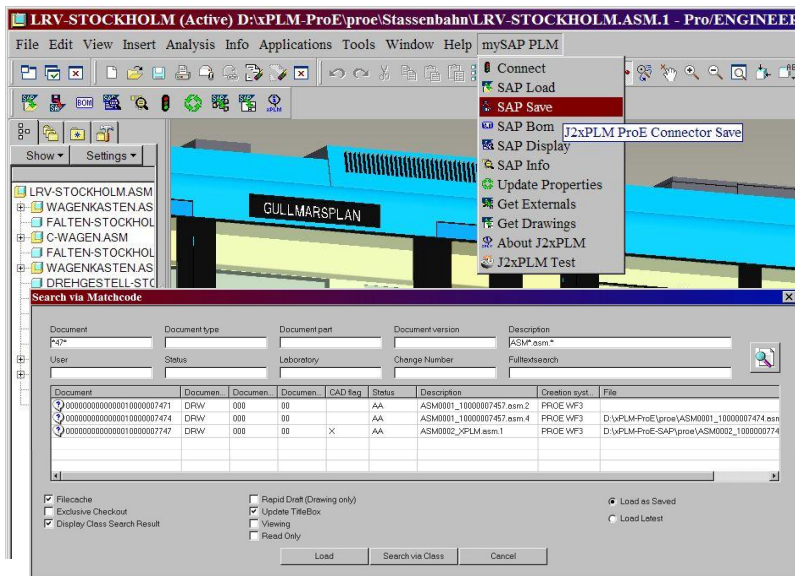 LRV-STOCKHOLM (Active) D:\xPLM-ProE\proe\Stassenbahn\LRV-STOCKHOLM.ASM.1 - Pro/ENGINEE
File Edit View Insert Analysis Info Applications Tools Window Help mySAP PLM
Connect
SAP Load
SAP Save
SAP Bom
J2xPLM ProE Connector Save
SAP Display
SAP Info
Update Properties
Get Externals
Get Drawings
About J2xPLM
J2xPLM Test
BOM
Show Settings
LRV-STOCKHOLM.ASM
WAGENKASTEN.AS
FALTEN-STOCKHOL
C-WAGEN.ASM
FALTEN-STOCKHOL
WAGENKASTEN.AS
DREHGESTELL-STO
GULLMARSPLAN
Search via Matchcode
Document Document type Document part Document version Description
*47* ASM*.asm.*
User Status Laboratory Change Number Fulltextsearch
Document Documen... Documen... Documen... CAD flag Status Description Creation syst... File
0000000000000010000007471 DRW 000 00 AA ASM0001_10000007457.asm.2 PROE WF3
0000000000000010000007474 DRW 000 00 AA ASM0001_10000007457.asm.4 PROE WF3 D:\xPLM-ProE\proe\ASM0001_10000007474.asm
0000000000000010000007747 DRW 000 00 X AA ASM0002_XPLM.asm.1 PROE WF3 D:\xPLM-ProE-SAP\proe\ASM0002_1000000774
Filecache Rapid Draft (Drawing only) Load as Saved
Exclusive Checkout Update TitleBox
Display Class Search Result Viewing Load Latest
Read Only
Load Search via Class Cancel